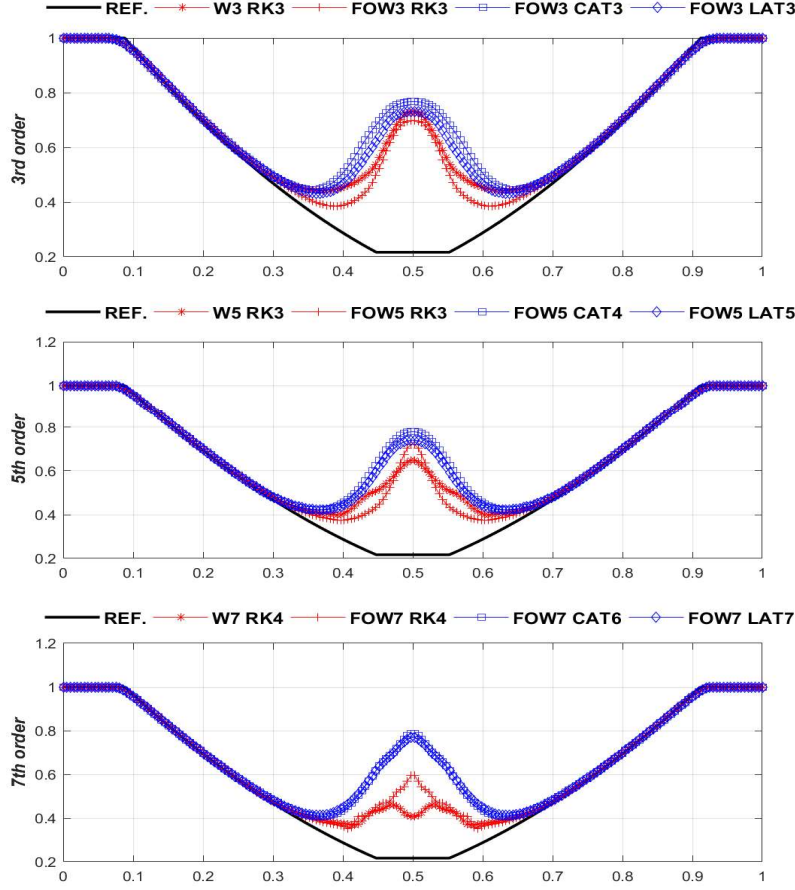 REF. W3 RK3 FOW3 RK3 FOW3 CAT3 FOW3 LAT3
1
0.8
0.6
0.4
0.2
3rd order
0 0.1 0.2 0.3 0.4 0.5 0.6 0.7 0.8 0.9 1
REF. W5 RK3 FOW5 RK3 FOW5 CAT4 FOW5 LAT5
1.2
1
0.8
0.6
0.4
0.2
5th order
0 0.1 0.2 0.3 0.4 0.5 0.6 0.7 0.8 0.9 1
REF. W7 RK4 FOW7 RK4 FOW7 CAT6 FOW7 LAT7
1.2
1
0.8
0.6
0.4
0.2
7th order
0 0.1 0.2 0.3 0.4 0.5 0.6 0.7 0.8 0.9 1